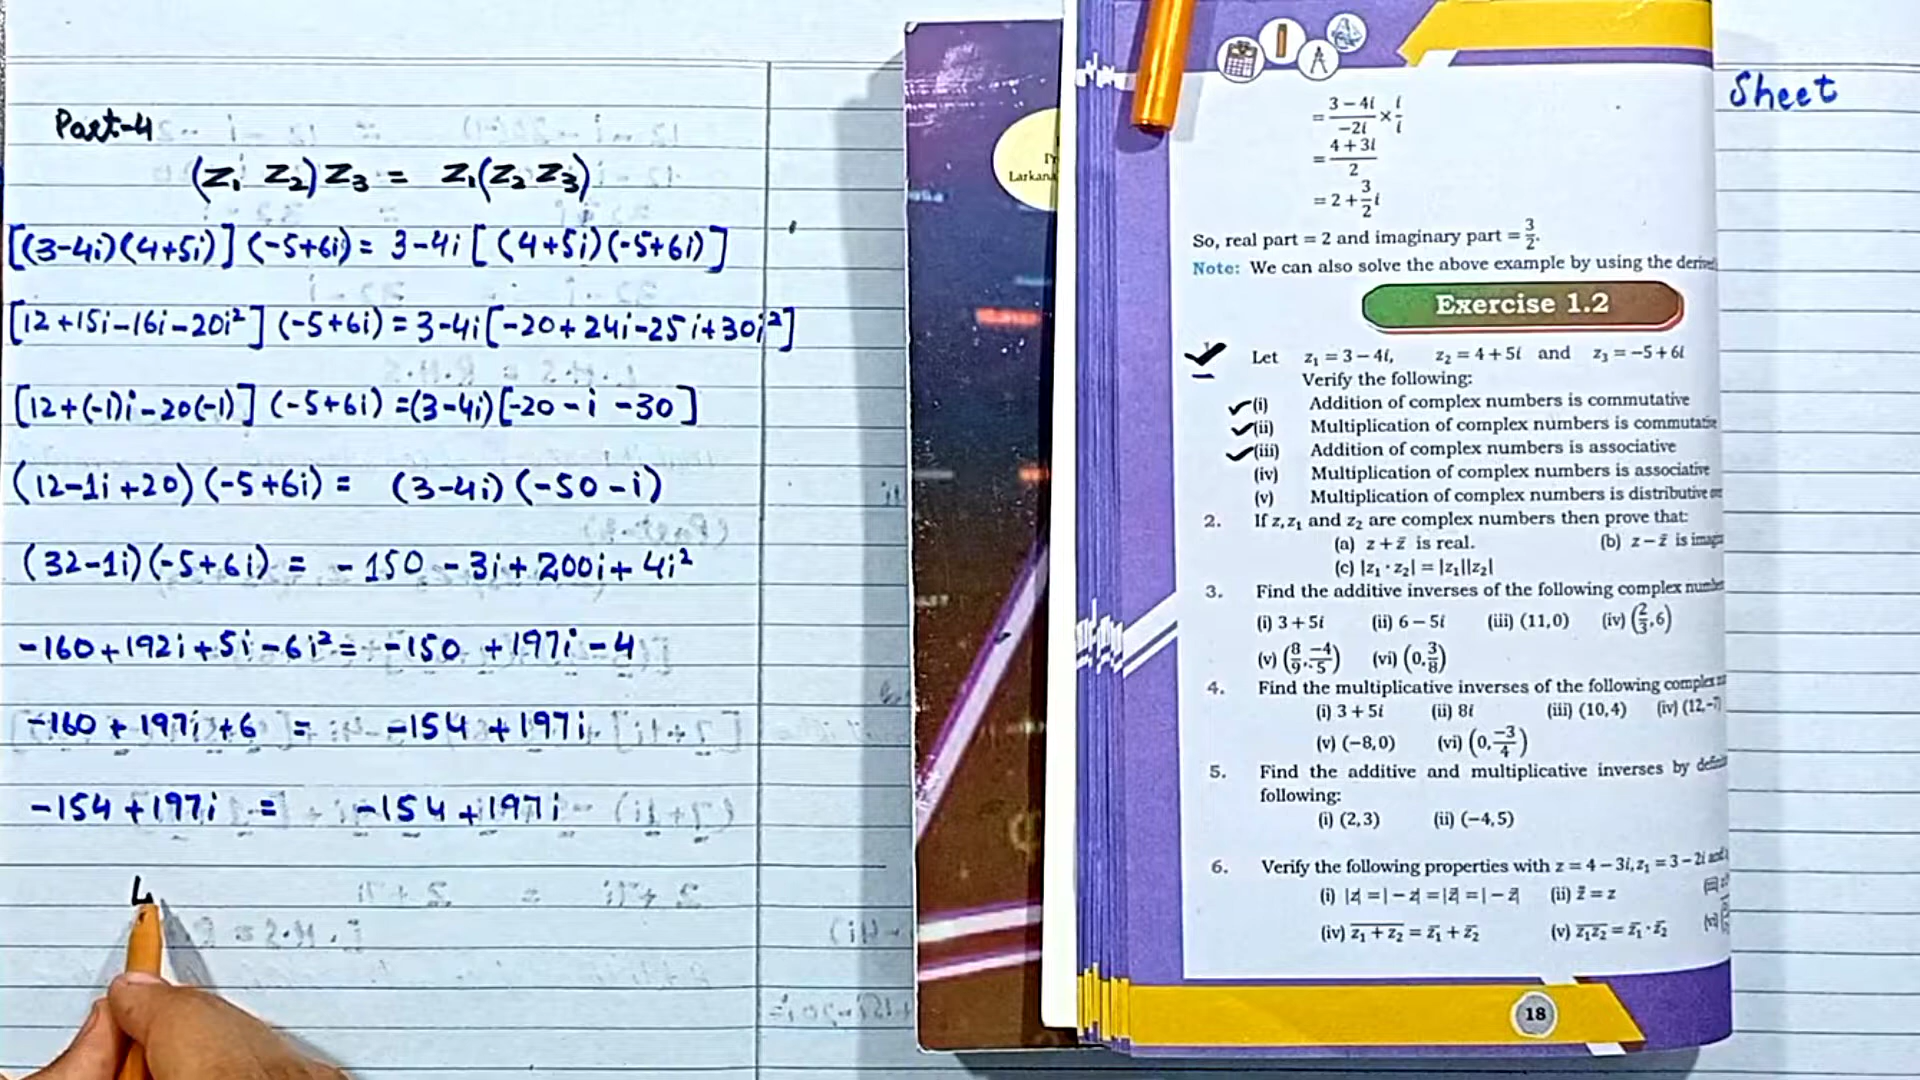 Part-4
(Z₁ Z₂) Z₃ = Z₁(Z₂ Z₃)
[(3-4i)(4+5i)] (-5+6i) = 3-4i [(4+5i)(-5+6i)]
[12+15i-16i-20i²] (-5+6i) = 3-4i [-20+24i-25i+30i²]
[12+(-1)i-20(-1)] (-5+6i) =(3-4i)[-20-i-30]
(12-1i+20)(-5+6i) = (3-4i)(-50-i)
(32-1i)(-5+6i) = -150-3i+200i+4i²
-160+192i+5i-6i² = -150+197i-4
-160+197i+6 = -154+197i
-154+197i = -154+197i
L
Larkana
= (3 − 4i)/(−2i) × i/i
= (4 + 3i)/2
= 2 + 3/2 i
So, real part = 2 and imaginary part = 3/2.
Note: We can also solve the above example by using the
Exercise 1.2
1. Let z₁ = 3 − 4i, z₂ = 4 + 5i and z₃ = −5 + 6i
Verify the following:
(i) Addition of complex numbers is commutative
(ii) Multiplication of complex numbers is commutative
(iii) Addition of complex numbers is associative
(iv) Multiplication of complex numbers is associative
(v) Multiplication of complex numbers is distributive
2. If z, z₁ and z₂ are complex numbers then prove that:
(a) z + z̄ is real. (b) z − z̄ is
(c) |z₁ · z₂| = |z₁||z₂|
3. Find the additive inverses of the following complex
(i) 3 + 5i (ii) 6 − 5i (iii) (11,0) (iv) (2/3, 6)
(v) (8/9, −4/5) (vi) (0, 3/8)
4. Find the multiplicative inverses of the following complex
(i) 3 + 5i (ii) 8i (iii) (10,4) (iv) (12,−7)
(v) (−8,0) (vi) (0, −3/4)
5. Find the additive and multiplicative inverses by
following:
(i) (2,3) (ii) (−4,5)
6. Verify the following properties with z = 4 − 3i, z₁ = 3 − 2i
(i) |z| = |−z| = |z̄| = |−z̄| (ii) z̄ = z
(iv) z₁ + z₂ = z̄₁ + z̄₂ (v) z₁z₂ = z̄₁ · z̄₂
18
Sheet